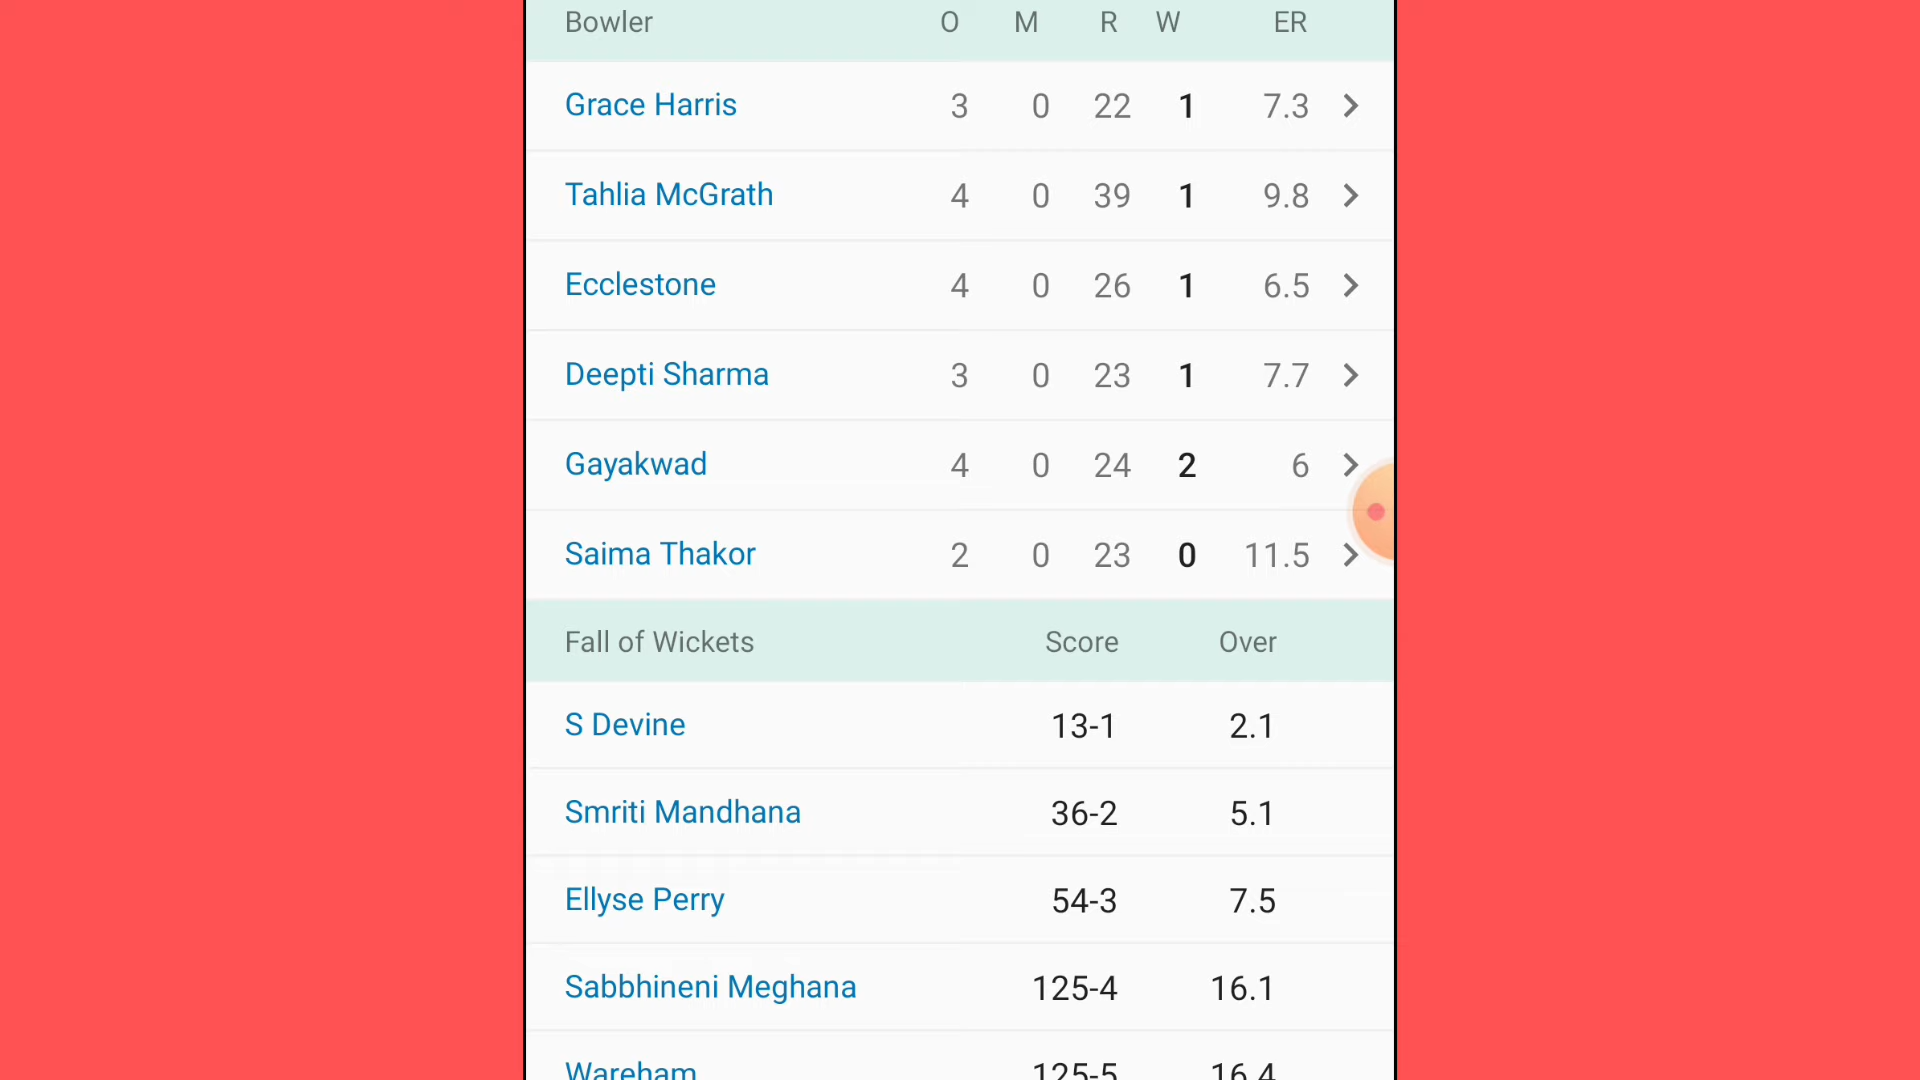 Bowler O M R W ER
Grace Harris 3 0 22 1 7.3
Tahlia McGrath 4 0 39 1 9.8
Ecclestone 4 0 26 1 6.5
Deepti Sharma 3 0 23 1 7.7
Gayakwad 4 0 24 2 6
Saima Thakor 2 0 23 0 11.5
Fall of Wickets Score Over
S Devine 13-1 2.1
Smriti Mandhana 36-2 5.1
Ellyse Perry 54-3 7.5
Sabbhineni Meghana 125-4 16.1
Wareham 125-5 16.4